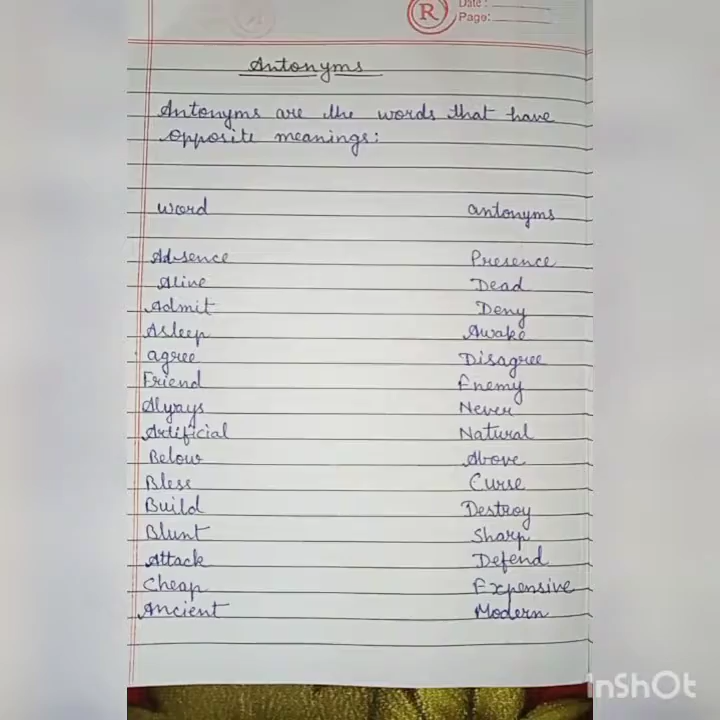 R
Date:
Page:
Antonyms
Antonyms are the words that have
opposite meanings:
word antonyms
Adsence Presence
Alive Dead
Admit Deny
Asleep Awake
agree Disagree
Friend Enemy
Alyays Never
Artificial Natural
Below Above
Bless Curse
Build Destroy
Blunt Sharp
Attack Defend
Cheap Expensive
Ancient Modern
InShOt